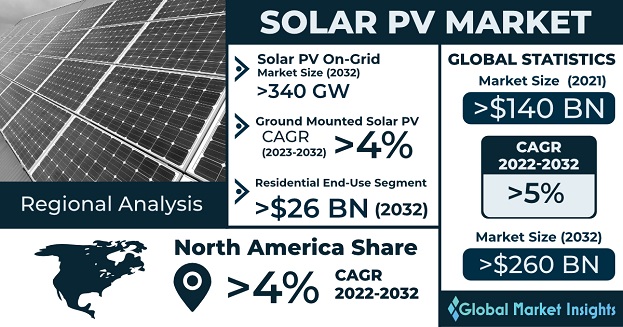 SOLAR PV MARKET
Solar PV On-Grid
Market Size (2032)
>340 GW
Ground Mounted Solar PV
CAGR
(2023-2032)
>4%
Residential End-Use Segment
>$26 BN (2032)
Regional Analysis
North America Share
>4%
CAGR
2022-2032
GLOBAL STATISTICS
Market Size (2021)
>$140 BN
CAGR
2022-2032
>5%
Market Size (2032)
>$260 BN
Global Market Insights